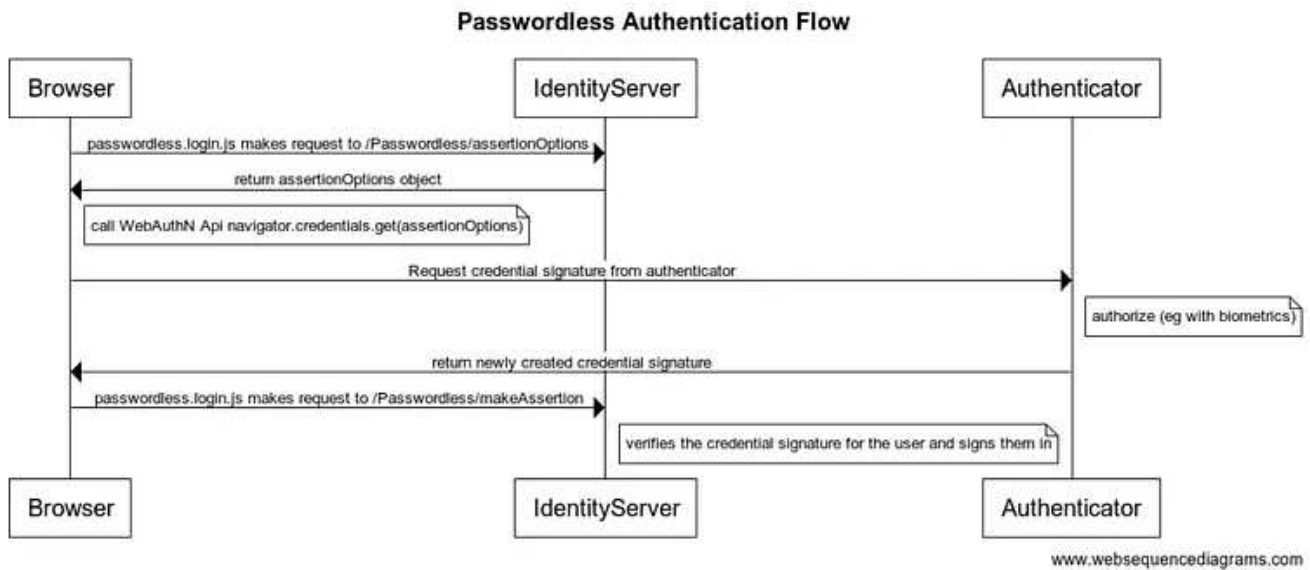 Passwordless Authentication Flow
Browser
IdentityServer
Authenticator
passwordless.login.js makes request to /Passwordless/assertionOptions
return assertionOptions object
call WebAuthN Api navigator.credentials.get(assertionOptions)
Request credential signature from authenticator
authorize (eg with biometrics)
return newly created credential signature
passwordless.login.js makes request to /Passwordless/makeAssertion
verifies the credential signature for the user and signs them in
Browser
IdentityServer
Authenticator
www.websequencediagrams.com